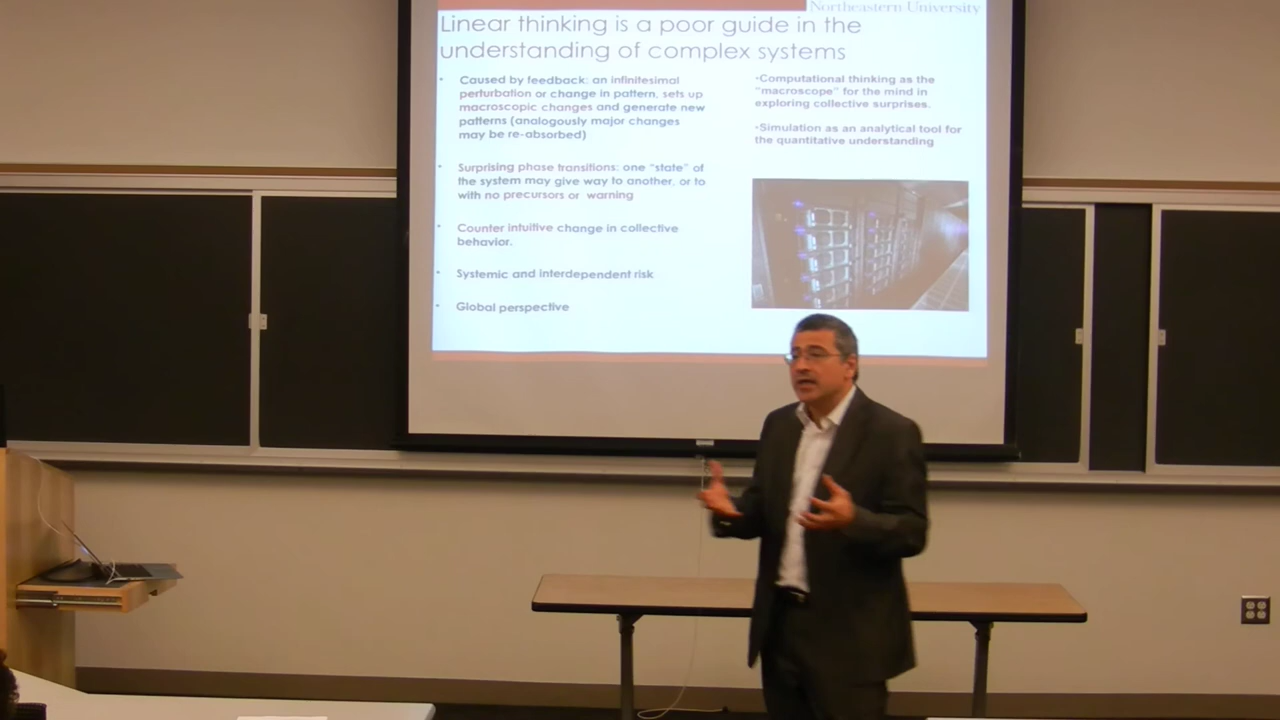 Northeastern University
Linear thinking is a poor guide in the
understanding of complex systems
• Caused by feedback: an infinitesimal
perturbation or change in pattern, sets up
macroscopic changes and generate new
patterns (analogously major changes
may be re-absorbed)
• Surprising phase transitions: one "state" of
the system may give way to another, or to
with no precursors or warning
• Counter intuitive change in collective
behavior.
• Systemic and interdependent risk
• Global perspective
•Computational thinking as the
"macroscope" for the mind in
exploring collective surprises.
•Simulation as an analytical tool for
the quantitative understanding